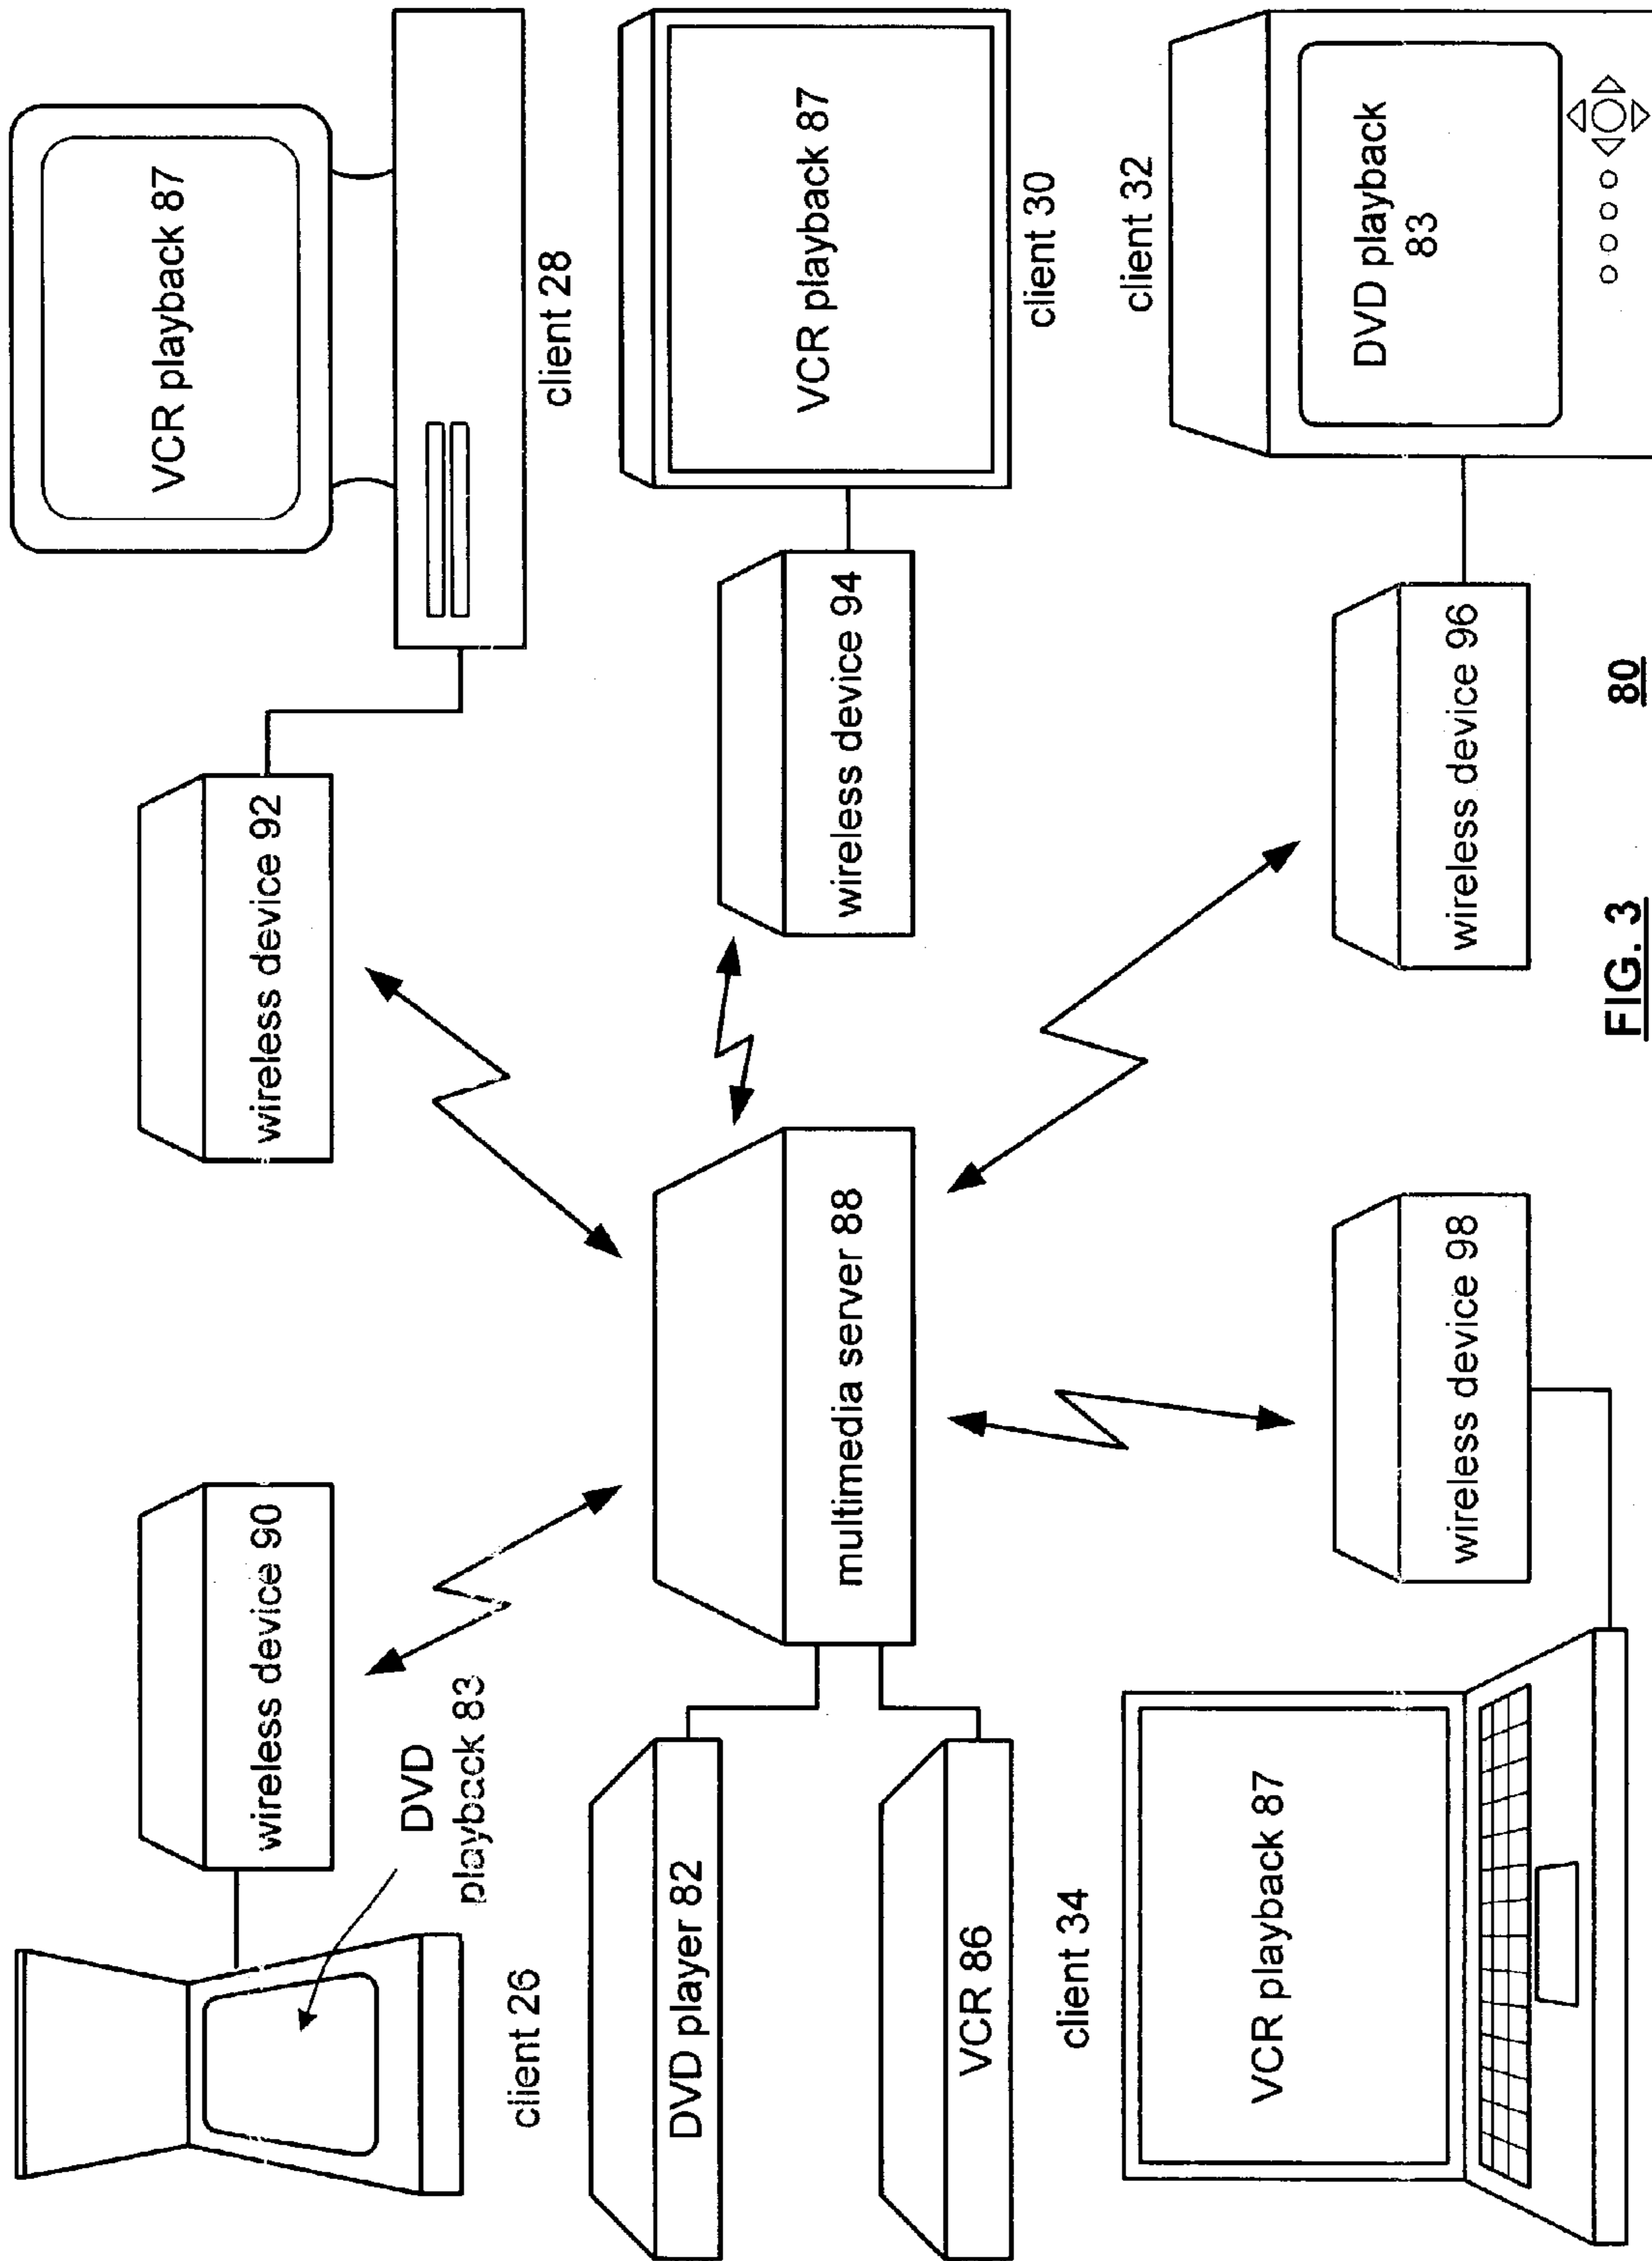 wireless device 90
DVD
playback 83
client 26
wireless device 92
VCR playback 87
client 28
DVD player 82
VCR 86
multimedia server 88
wireless device 94
VCR playback 87
client 30
client 34
VCR playback 87
wireless device 98
wireless device 96
client 32
DVD playback
83
FIG. 3
80